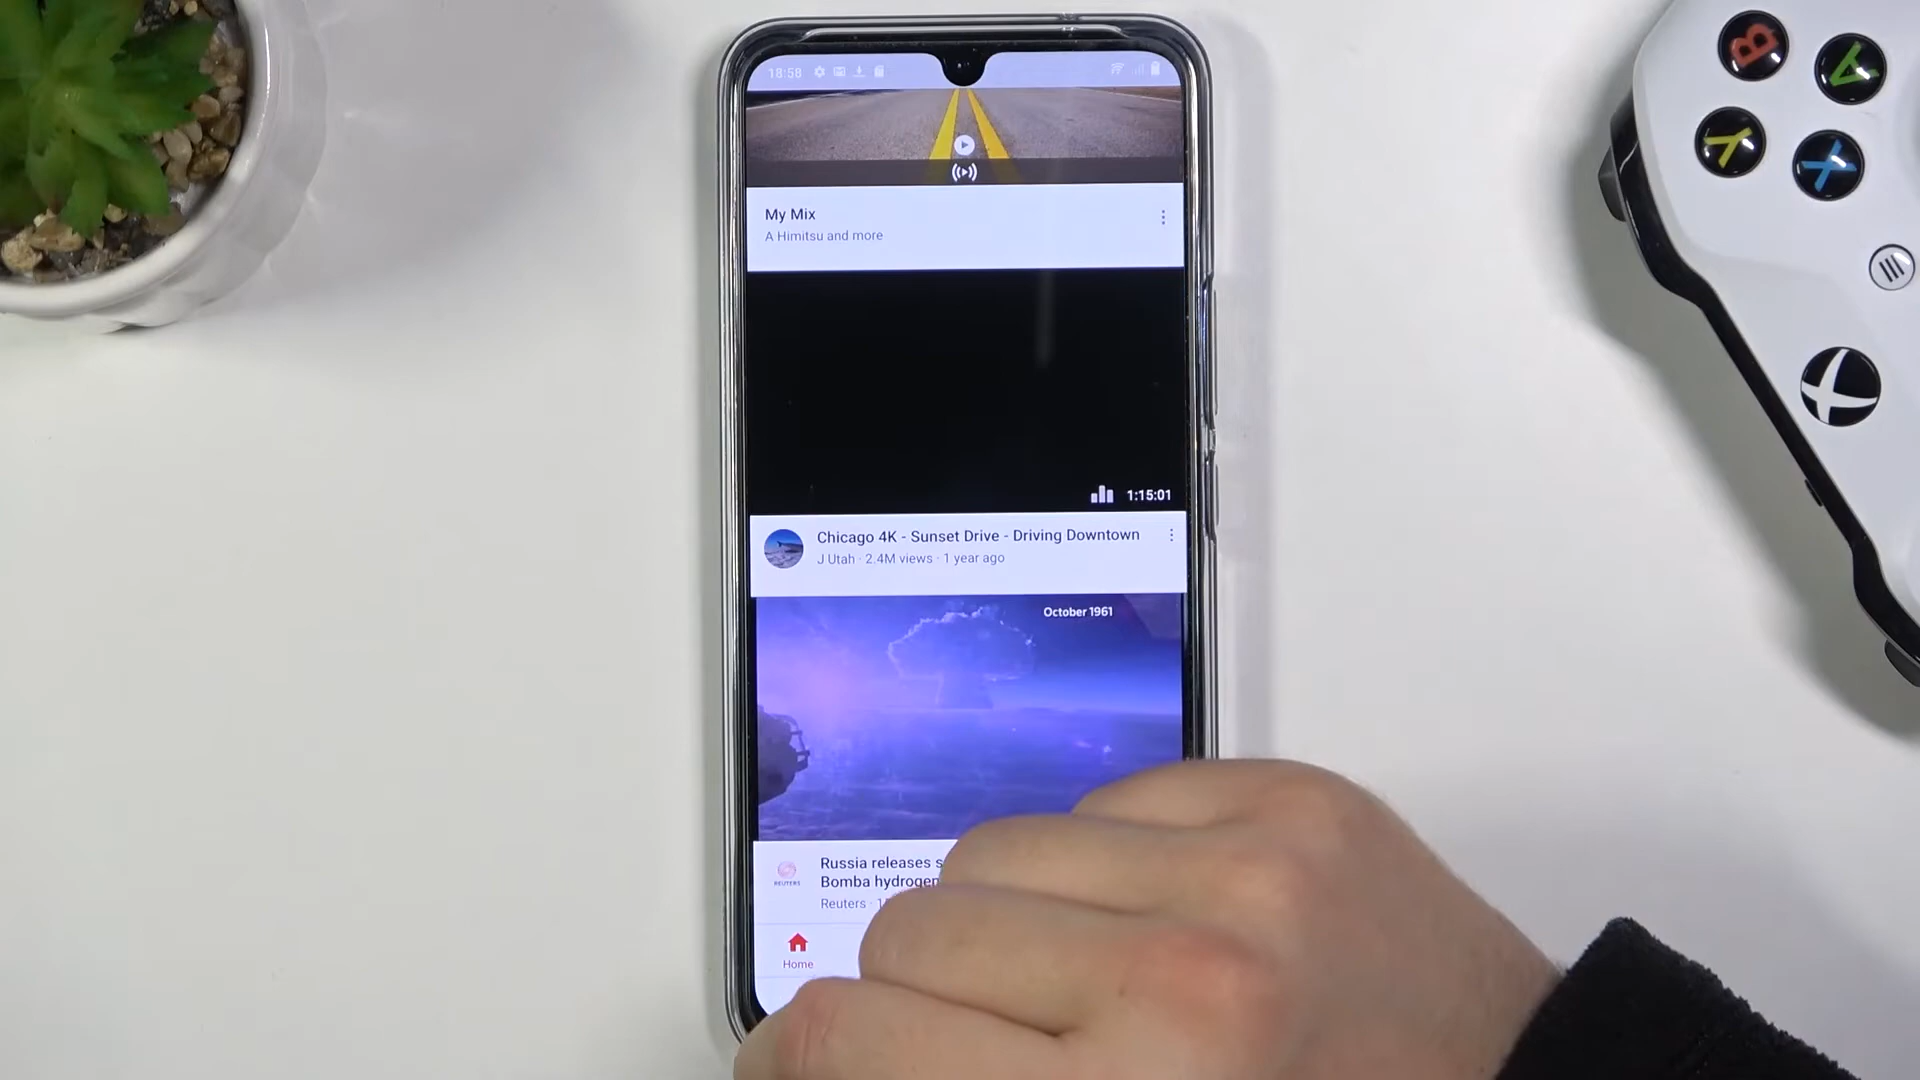 18:58
My Mix
A Himitsu and more
1:15:01
Chicago 4K - Sunset Drive - Driving Downtown
J Utah · 2.4M views · 1 year ago
October 1961
REUTERS
Russia releases
Bomba hydrogen
Reuters ·
Home
B
A
Y
X